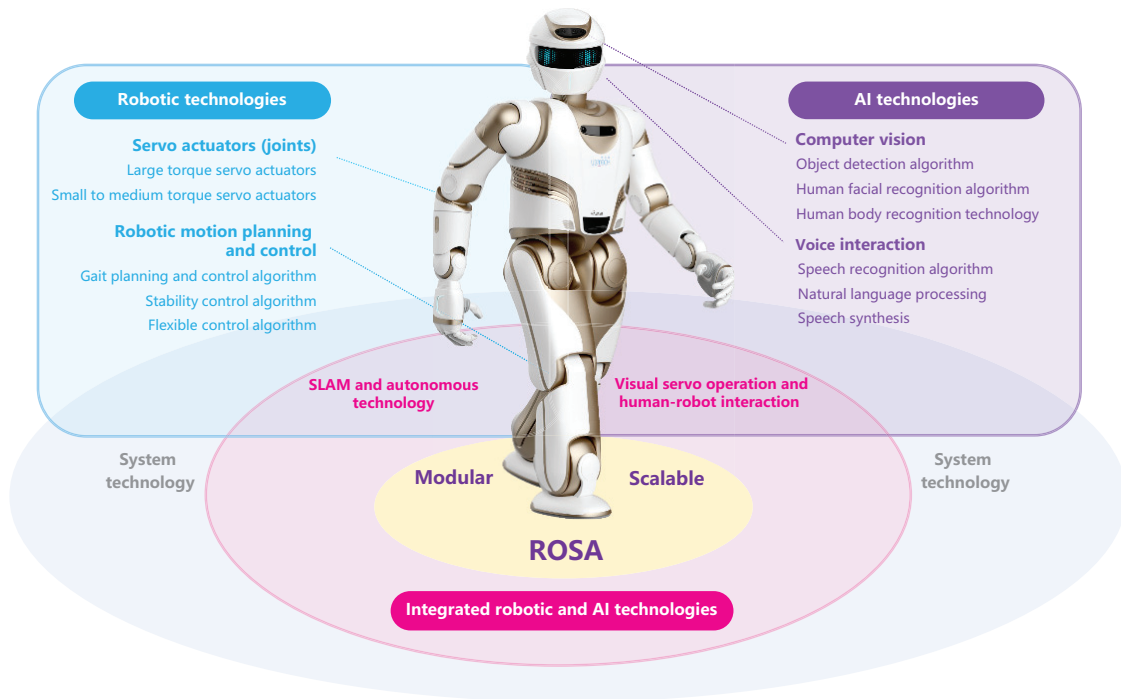 Robotic technologies
Servo actuators (joints)
Large torque servo actuators
Small to medium torque servo actuators
Robotic motion planning
and control
Gait planning and control algorithm
Stability control algorithm
Flexible control algorithm
AI technologies
Computer vision
Object detection algorithm
Human facial recognition algorithm
Human body recognition technology
Voice interaction
Speech recognition algorithm
Natural language processing
Speech synthesis
SLAM and autonomous
technology
Visual servo operation and
human-robot interaction
System
technology
System
technology
Modular
Scalable
ROSA
Integrated robotic and AI technologies